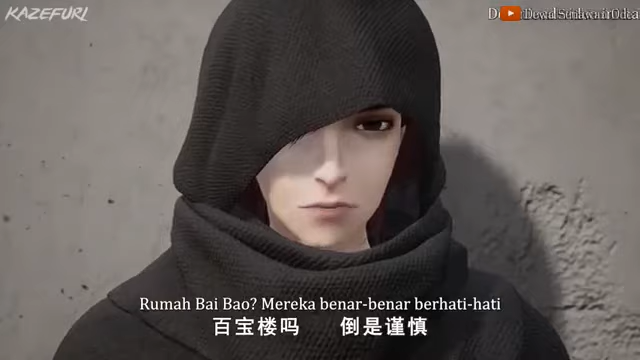 KAZEFURI
Rumah Bai Bao? Mereka benar-benar berhati-hati
百宝楼吗 倒是谨慎